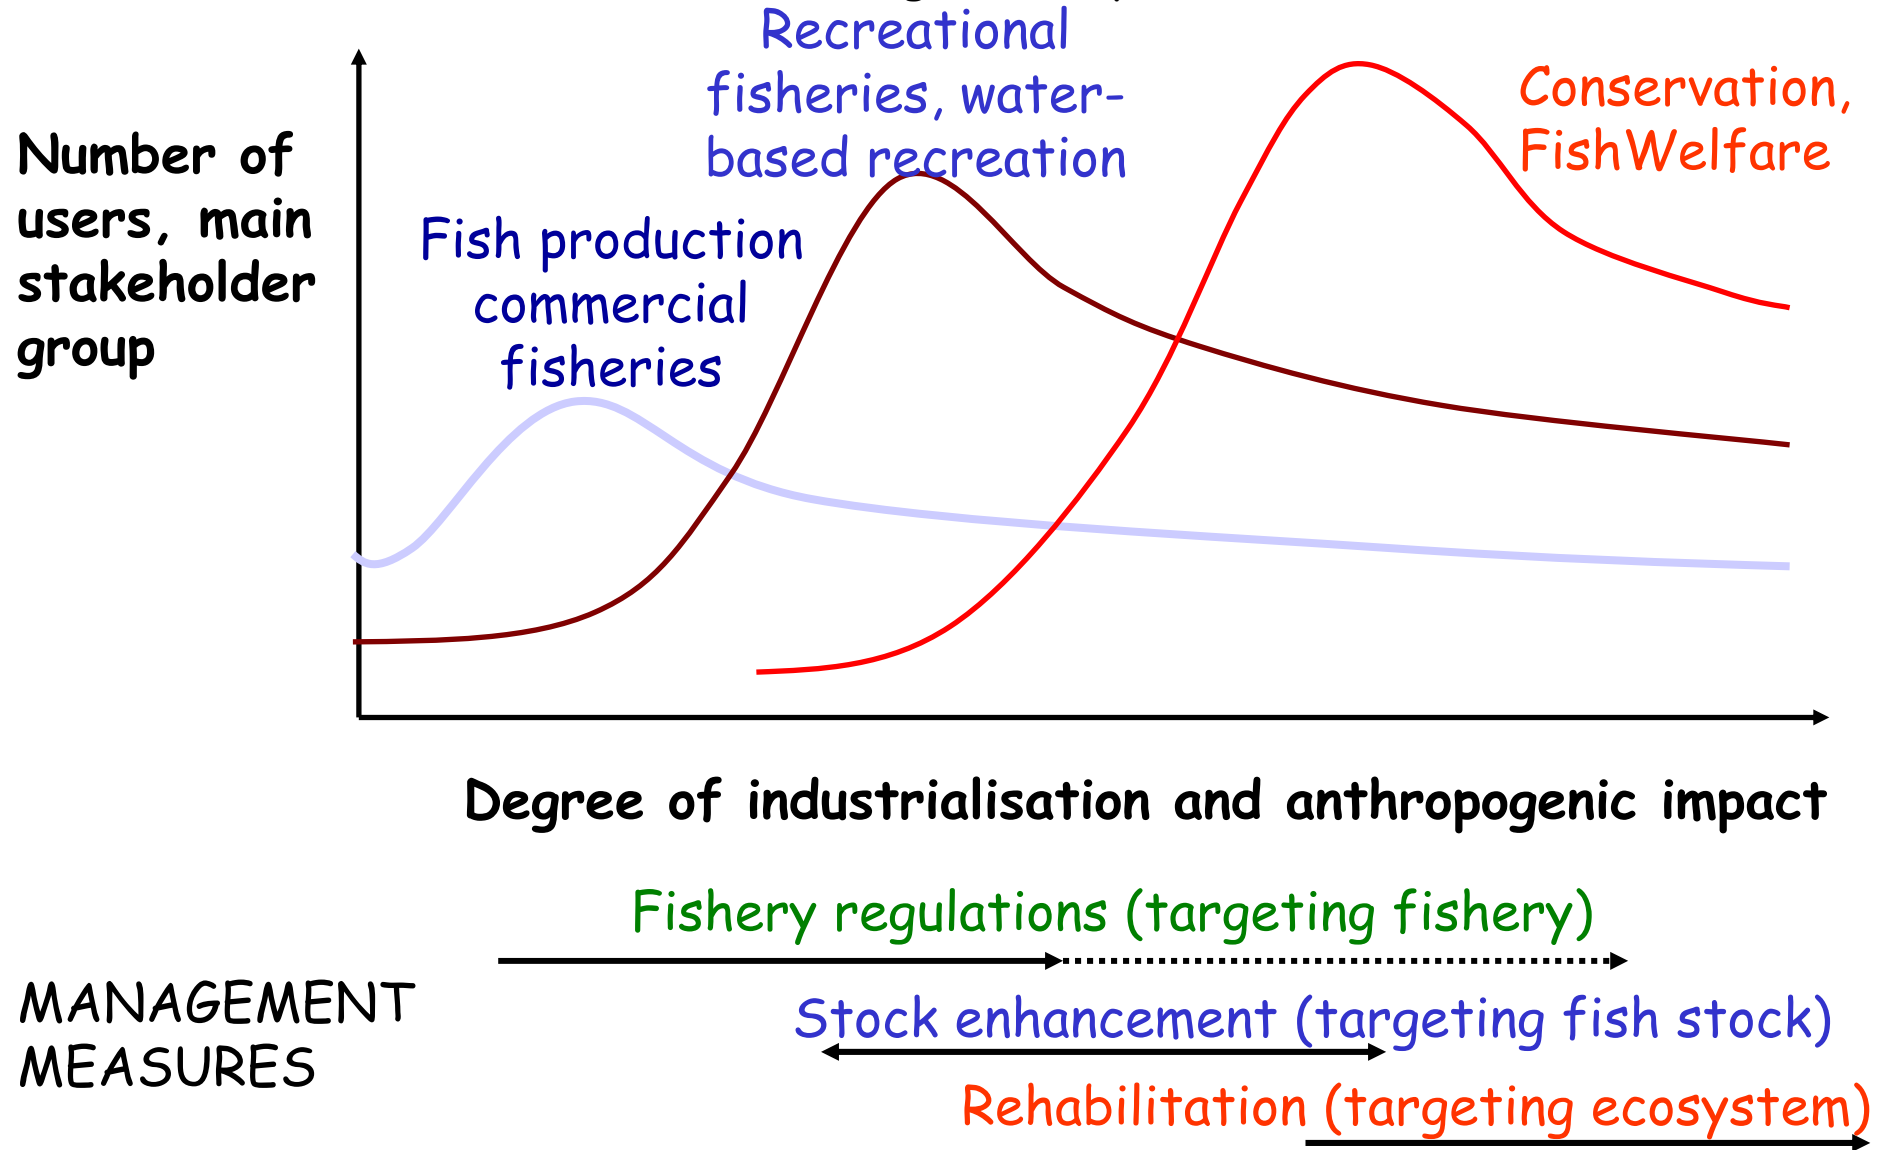 Recreational
fisheries, water-
based recreation
Conservation,
FishWelfare
Number of
users, main
stakeholder
group
Fish production
commercial
fisheries
Degree of industrialisation and anthropogenic impact
Fishery regulations (targeting fishery)
MANAGEMENT
MEASURES
Stock enhancement (targeting fish stock)
Rehabilitation (targeting ecosystem)